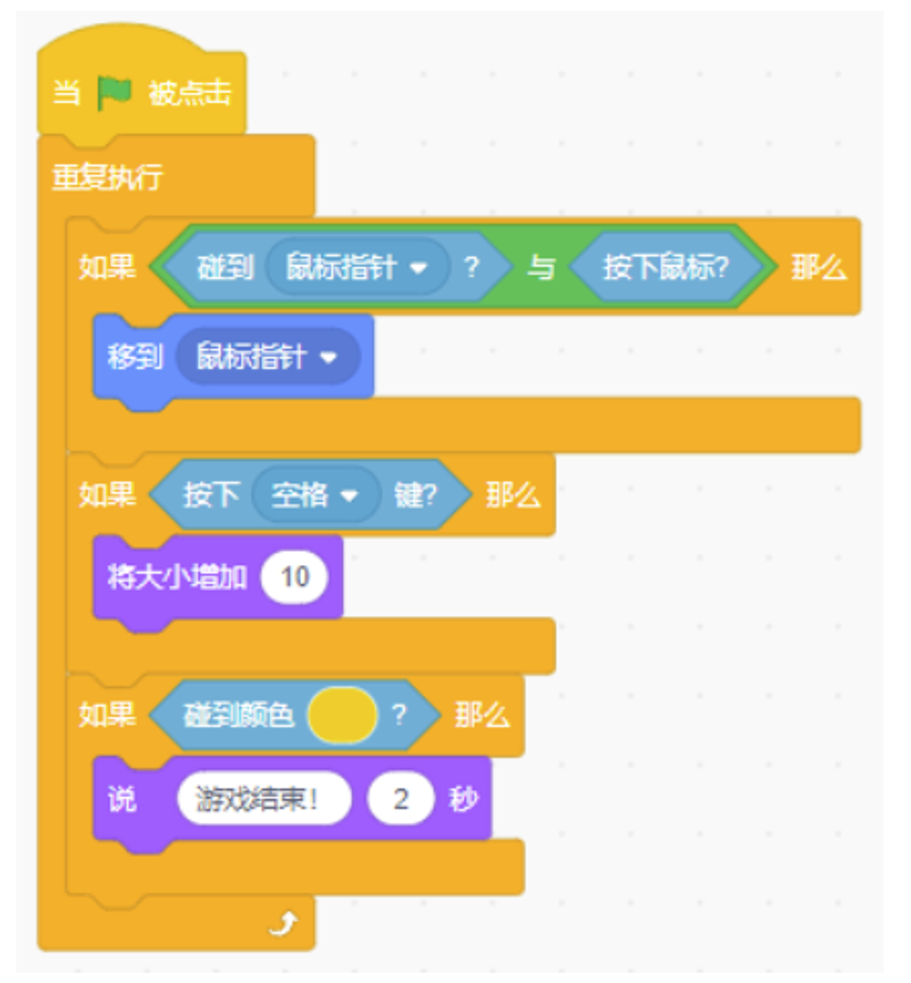 当 被点击
重复执行
如果 碰到 鼠标指针 ? 与 按下鼠标? 那么
移到 鼠标指针
如果 按下 空格 键? 那么
将大小增加 10
如果 碰到颜色 ? 那么
说 游戏结束! 2 秒